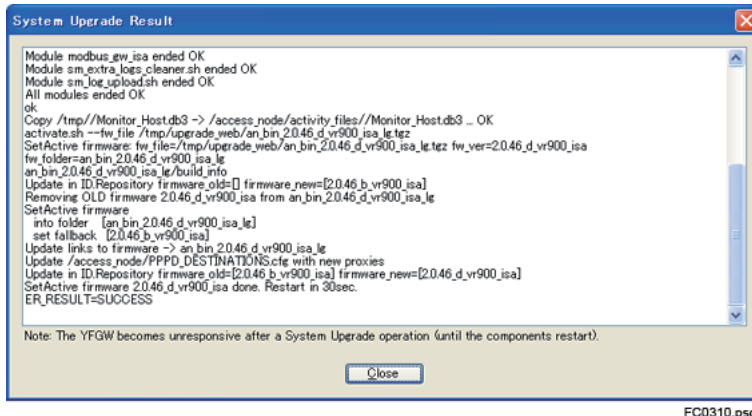 System Upgrade Result
Module modbus_gw_isa ended OK
Module sm_extra_logs_cleaner.sh ended OK
Module sm_log_upload.sh ended OK
All modules ended OK
ok
Copy /tmp//Monitor_Host.db3 -> /access_node/activity_files//Monitor_Host.db3 ... OK
activate.sh --fw_file /tmp/upgrade_web/an_bin_2.0.46_d_vr900_isa_lg.tgz
SetActive firmware: fw_file=/tmp/upgrade_web/an_bin_2.0.46_d_vr900_isa_lg.tgz fw_ver=2.0.46_d_vr900_isa
fw_folder=an_bin_2.0.46_d_vr900_isa_lg
an_bin_2.0.46_d_vr900_isa_lg/build_info
Update in ID.Repository firmware_old=[] firmware_new=[2.0.46_b_vr900_isa]
Removing OLD firmware 2.0.46_d_vr900_isa from an_bin_2.0.46_d_vr900_isa_lg
SetActive firmware
into folder [an_bin_2.0.46_d_vr900_isa_lg]
set fallback [2.0.46_b_vr900_isa]
Update links to firmware -> an_bin_2.0.46_d_vr900_isa_lg
Update /access_node/PPPD_DESTINATIONS.cfg with new proxies
Update in ID.Repository firmware_old=[2.0.46_b_vr900_isa] firmware_new=[2.0.46_d_vr900_isa]
SetActive firmware 2.0.46_d_vr900_isa done. Restart in 30sec.
ER_RESULT=SUCCESS
Note: The YFGW becomes unresponsive after a System Upgrade operation (until the components restart).
Close
FC0310.psd